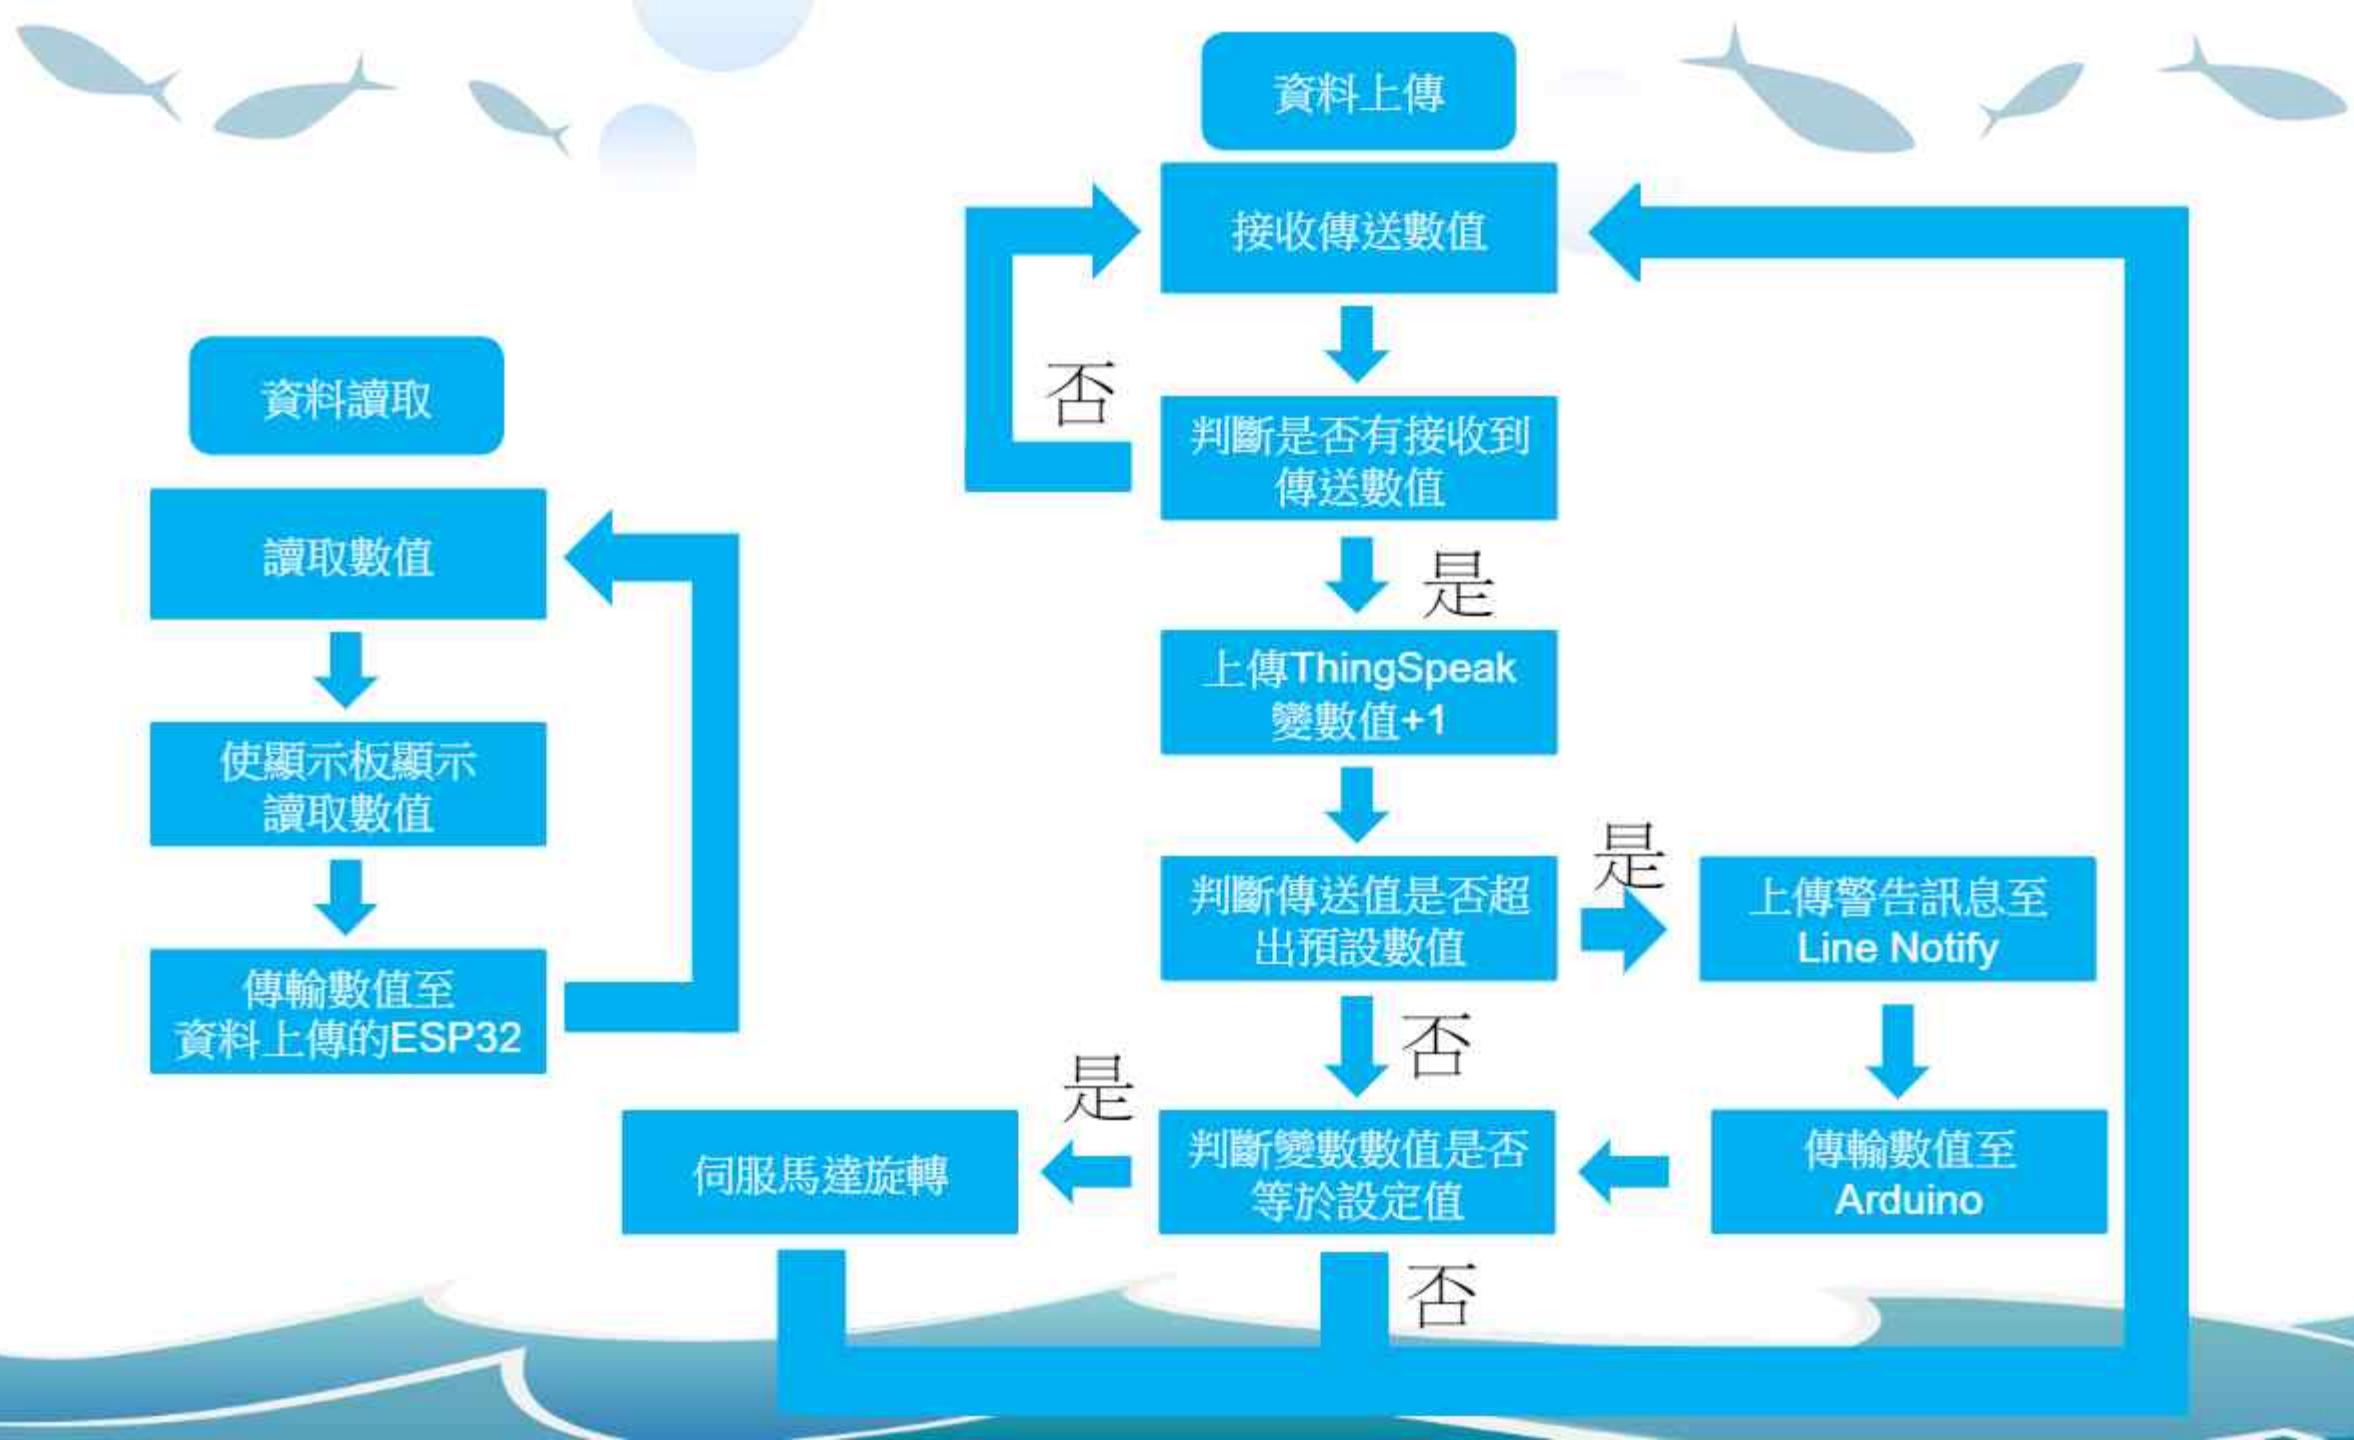 資料讀取
讀取數值
使顯示板顯示
讀取數值
傳輸數值至
資料上傳的ESP32
資料上傳
接收傳送數值
否
判斷是否有接收到
傳送數值
是
上傳ThingSpeak
變數值+1
判斷傳送值是否超
出預設數值
是
上傳警告訊息至
Line Notify
否
傳輸數值至
Arduino
判斷變數數值是否
等於設定值
是
伺服馬達旋轉
否